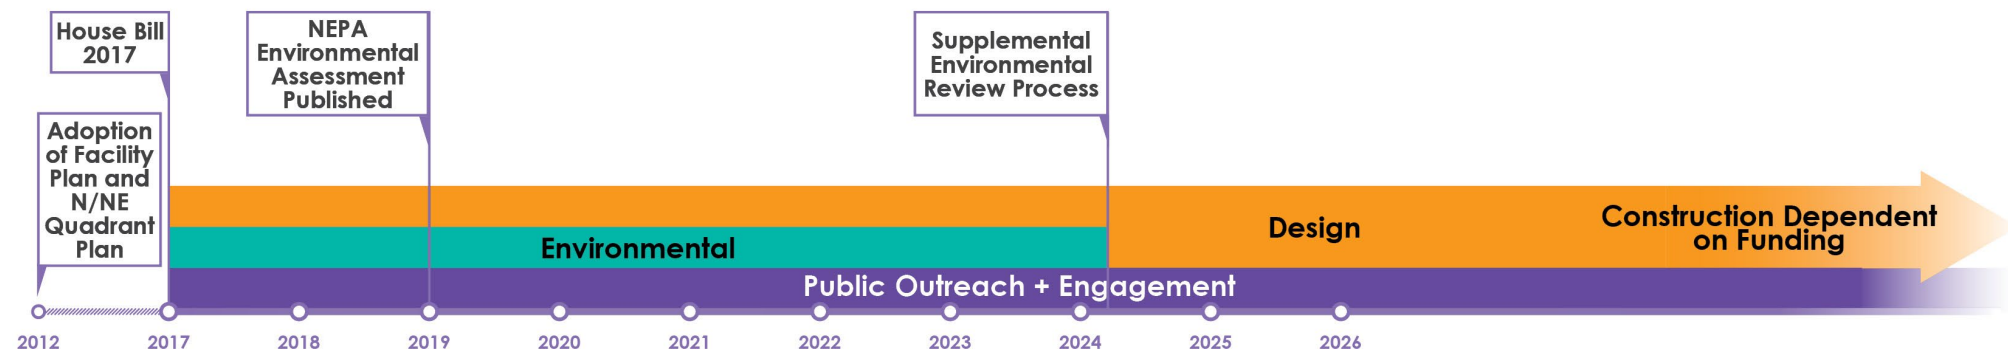 House Bill
2017
NEPA
Environmental
Assessment
Published
Supplemental
Environmental
Review Process
Adoption
of Facility
Plan and
N/NE
Quadrant
Plan
Design
Construction Dependent
on Funding
Environmental
Public Outreach + Engagement
2012 2017 2018 2019 2020 2021 2022 2023 2024 2025 2026